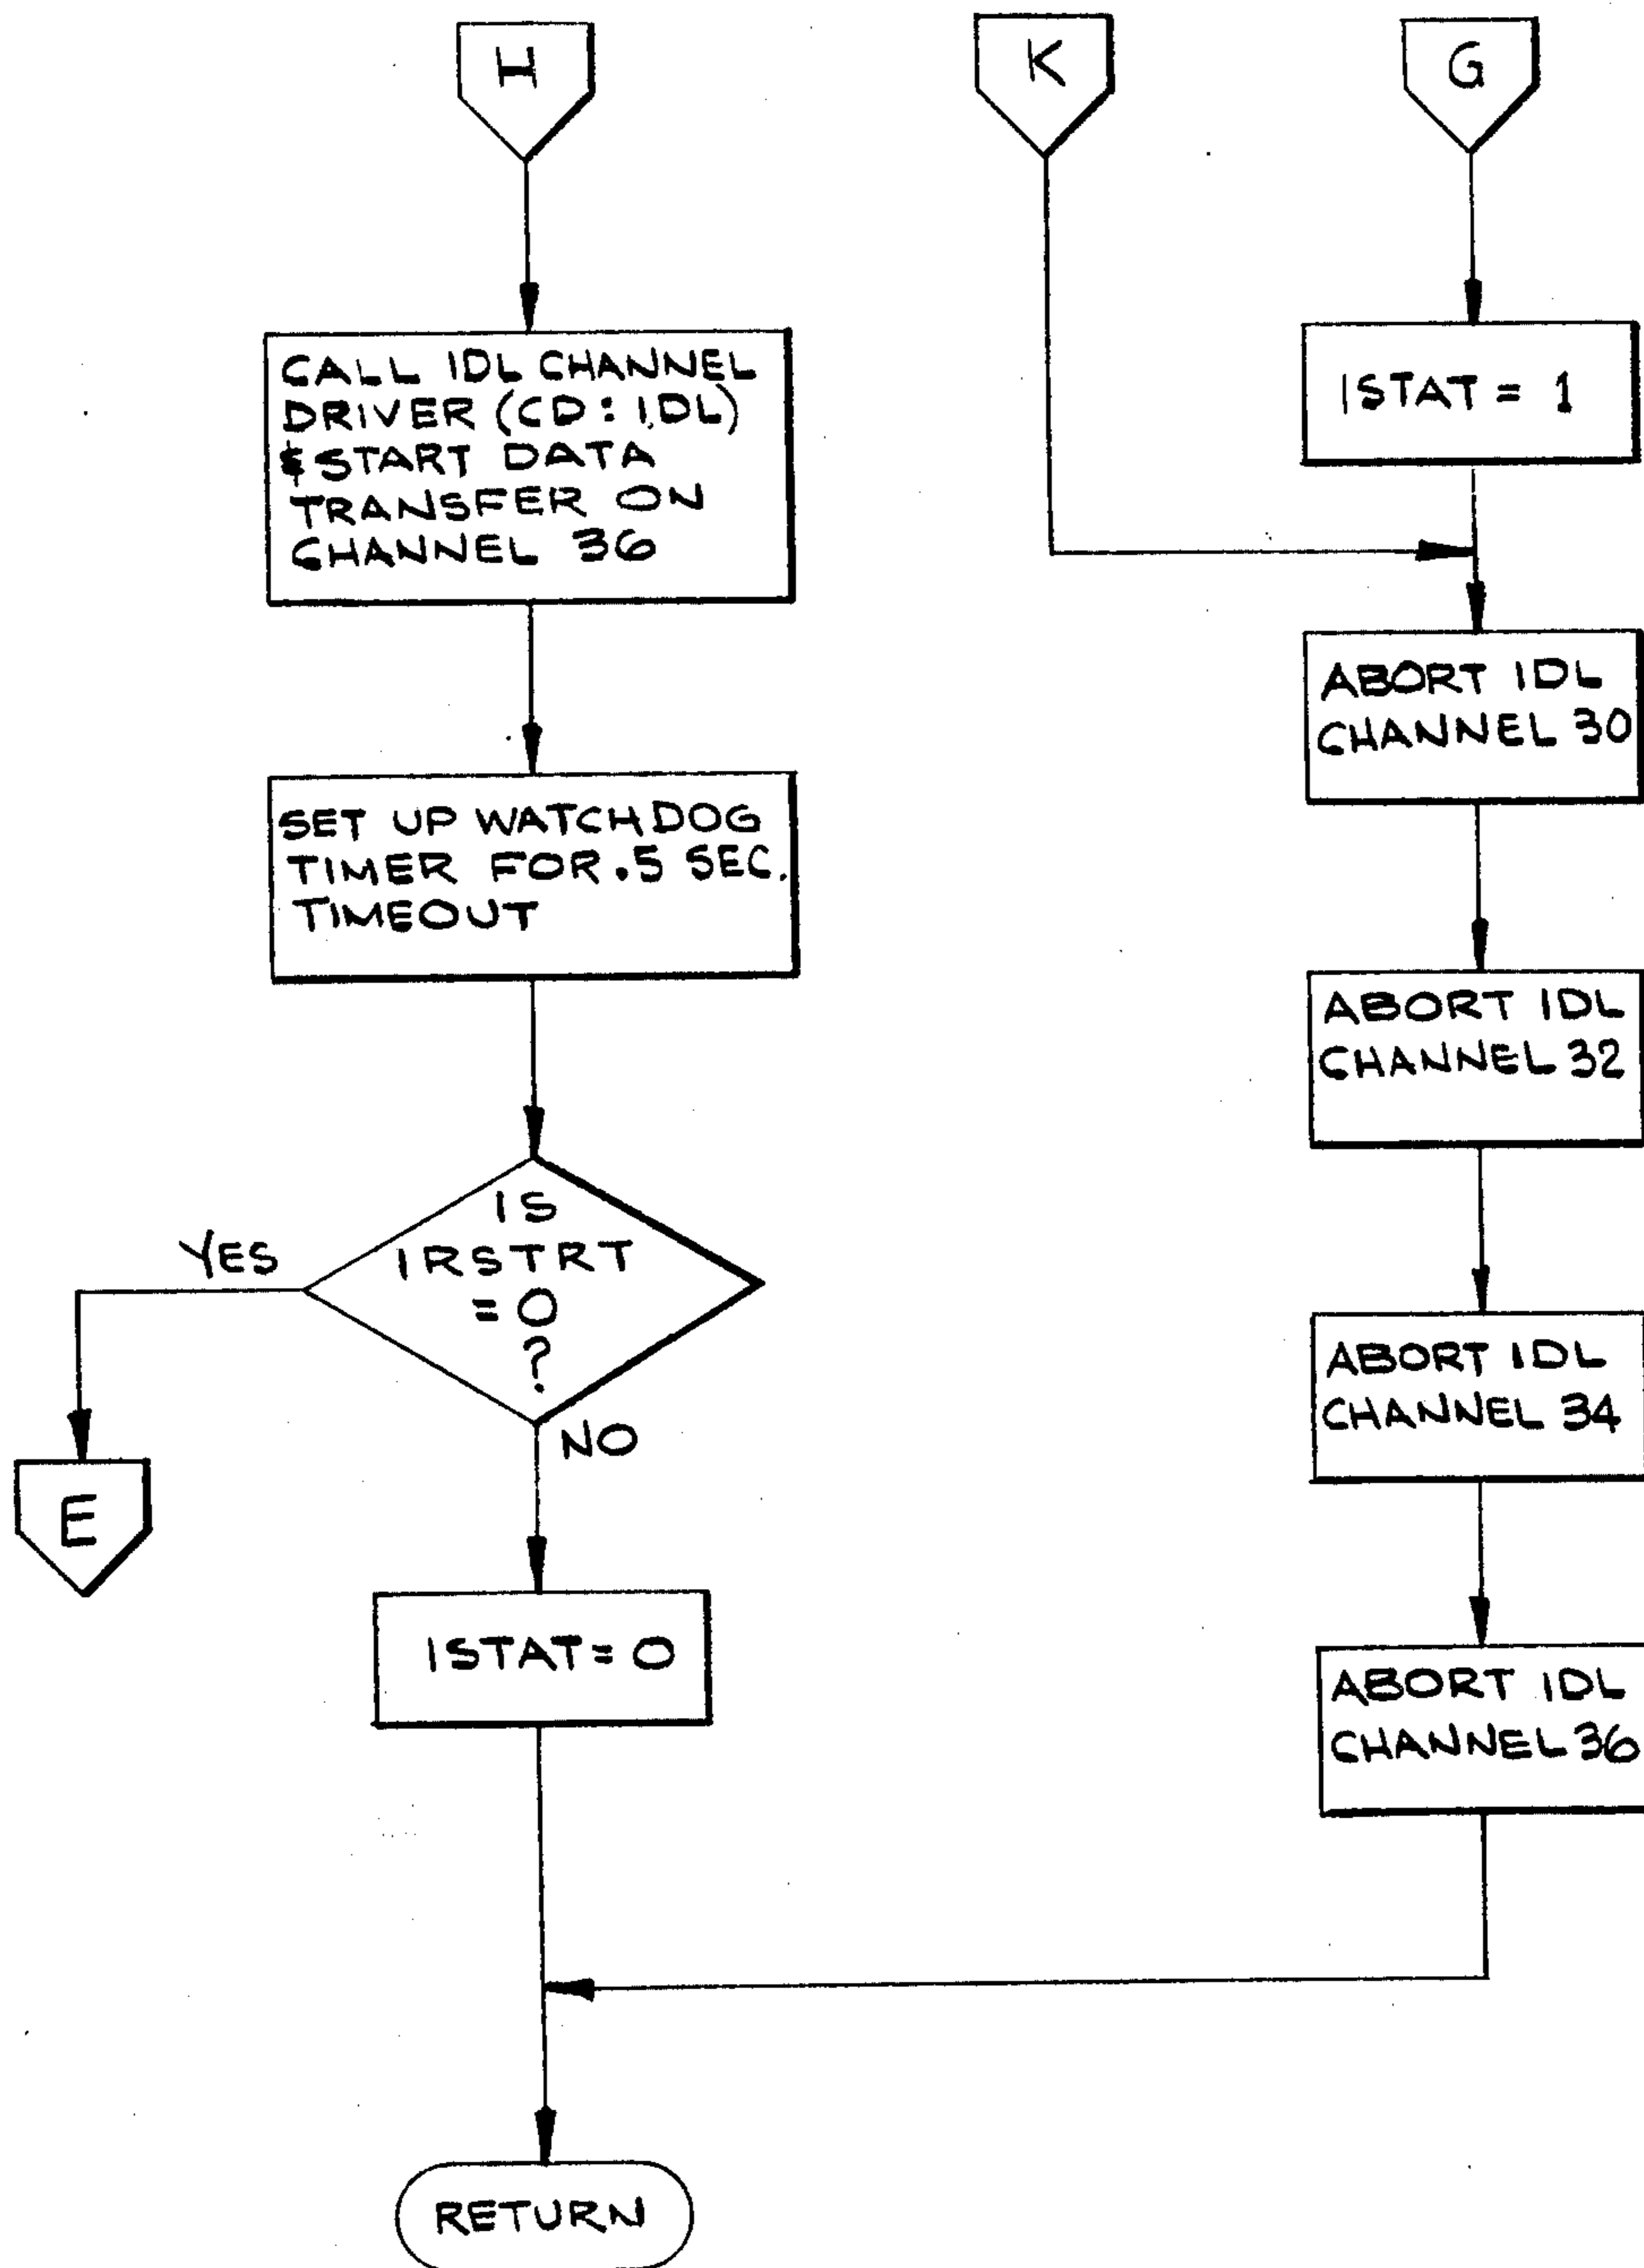 H
K
G
CALL IDL CHANNEL
DRIVER (CD: IDL)
& START DATA
TRANSFER ON
CHANNEL 36
ISTAT = 1
ABORT IDL
CHANNEL 30
SET UP WATCHDOG
TIMER FOR .5 SEC.
TIMEOUT
ABORT IDL
CHANNEL 32
IS
IRSTRT
= 0
?
YES
NO
ABORT IDL
CHANNEL 34
E
ISTAT = 0
ABORT IDL
CHANNEL 36
RETURN